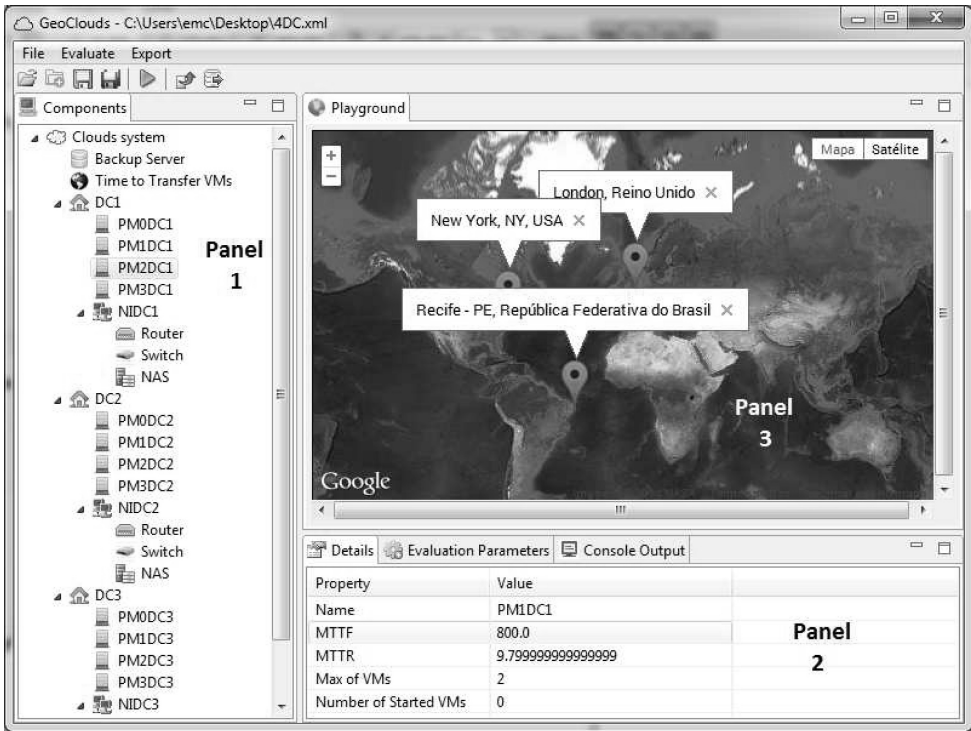 GeoClouds - C:\Users\emc\Desktop\4DC.xml
File Evaluate Export
Components
Clouds system
Backup Server
Time to Transfer VMs
DC1
PM0DC1
PM1DC1
PM2DC1
PM3DC1
NIDC1
Router
Switch
NAS
DC2
PM0DC2
PM1DC2
PM2DC2
PM3DC2
NIDC2
Router
Switch
NAS
DC3
PM0DC3
PM1DC3
PM2DC3
PM3DC3
NIDC3
Panel
1
Playground
Mapa Satélite
London, Reino Unido
New York, NY, USA
Recife - PE, República Federativa do Brasil
Panel
3
Google
Details Evaluation Parameters Console Output
Property Value
Name PM1DC1
MTTF 800.0
MTTR 9.799999999999999
Max of VMs 2
Number of Started VMs 0
Panel
2